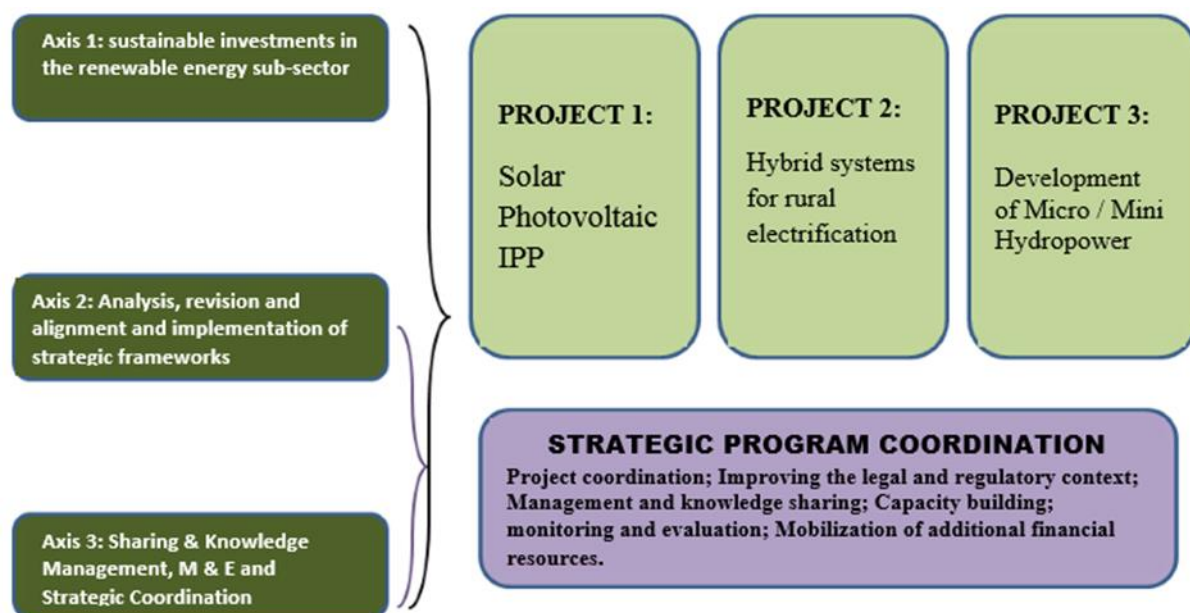 Axis 1: sustainable investments in
the renewable energy sub-sector
Axis 2: Analysis, revision and
alignment and implementation of
strategic frameworks
Axis 3: Sharing & Knowledge
Management, M & E and
Strategic Coordination
PROJECT 1:
Solar
Photovoltaic
IPP
PROJECT 2:
Hybrid systems
for rural
electrification
PROJECT 3:
Development
of Micro / Mini
Hydropower
STRATEGIC PROGRAM COORDINATION
Project coordination; Improving the legal and regulatory context;
Management and knowledge sharing; Capacity building;
monitoring and evaluation; Mobilization of additional financial
resources.